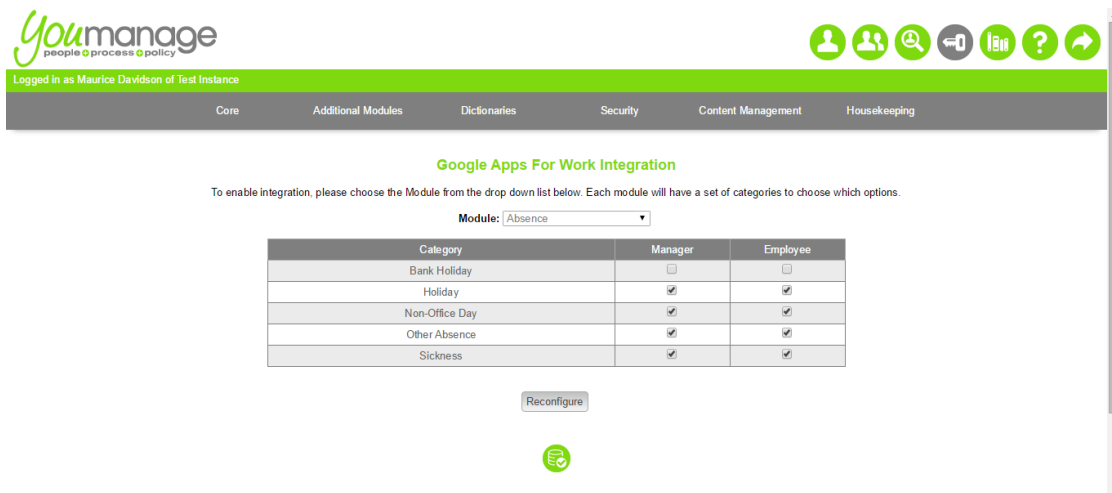 Youmanage
people process policy
Logged in as Maurice Davidson of Test Instance
Core Additional Modules Dictionaries Security Content Management Housekeeping
Google Apps For Work Integration
To enable integration, please choose the Module from the drop down list below. Each module will have a set of categories to choose which options.
Module: Absence
Category Manager Employee
Bank Holiday
Holiday
Non-Office Day
Other Absence
Sickness
Reconfigure